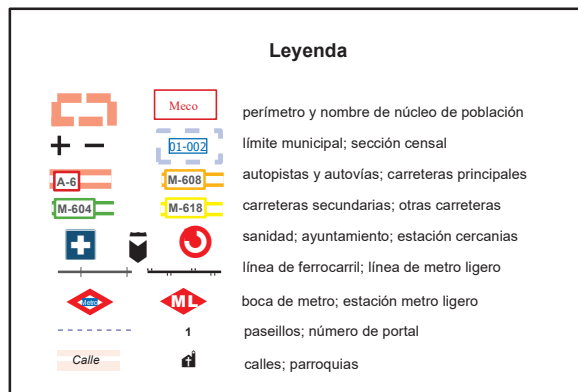 Leyenda
Meco perímetro y nombre de núcleo de población
01-002 límite municipal; sección censal
A-6 M-608 autopistas y autovías; carreteras principales
M-604 M-618 carreteras secundarias; otras carreteras
sanidad; ayuntamiento; estación cercanias
línea de ferrocarril; línea de metro ligero
Metro ML boca de metro; estación metro ligero
1 paseillos; número de portal
Calle calles; parroquias